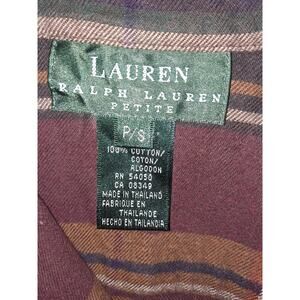 LAUREN
RALPH LAUREN
PETITE
P/S
100% COTTON/
COTON/
ALGODON
RN 54050
CA 08349
MADE IN THAILAND
FABRIQUE EN
THAILANDE
HECHO EN TAILANDIA